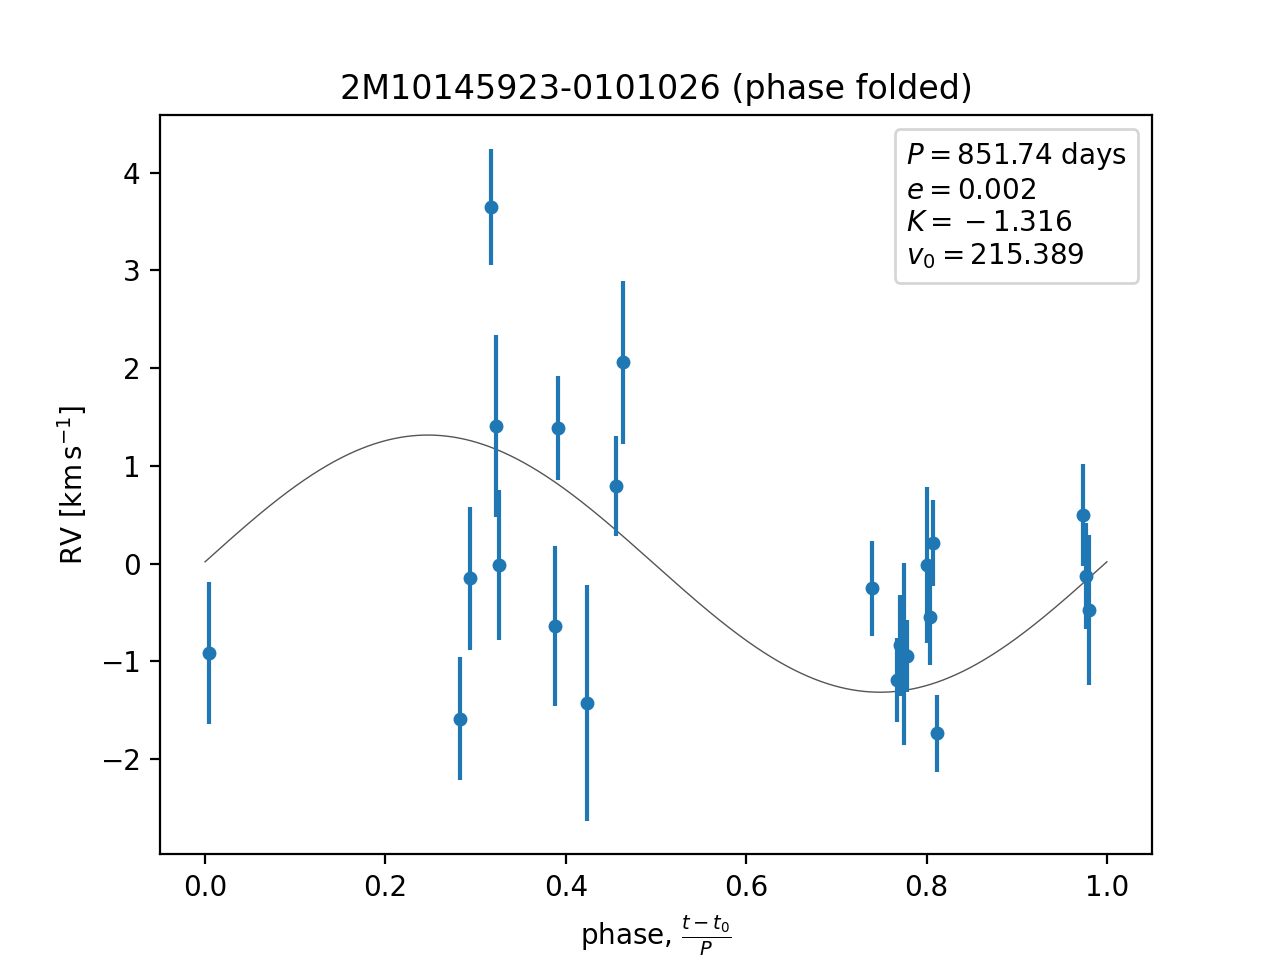 2M10145923-0101026 (phase folded)
P = 851.74 days
e = 0.002
K = −1.316
v₀ = 215.389
RV [km s⁻¹]
4
3
2
1
0
−1
−2
0.0 0.2 0.4 0.6 0.8 1.0
phase, (t − t₀)/P